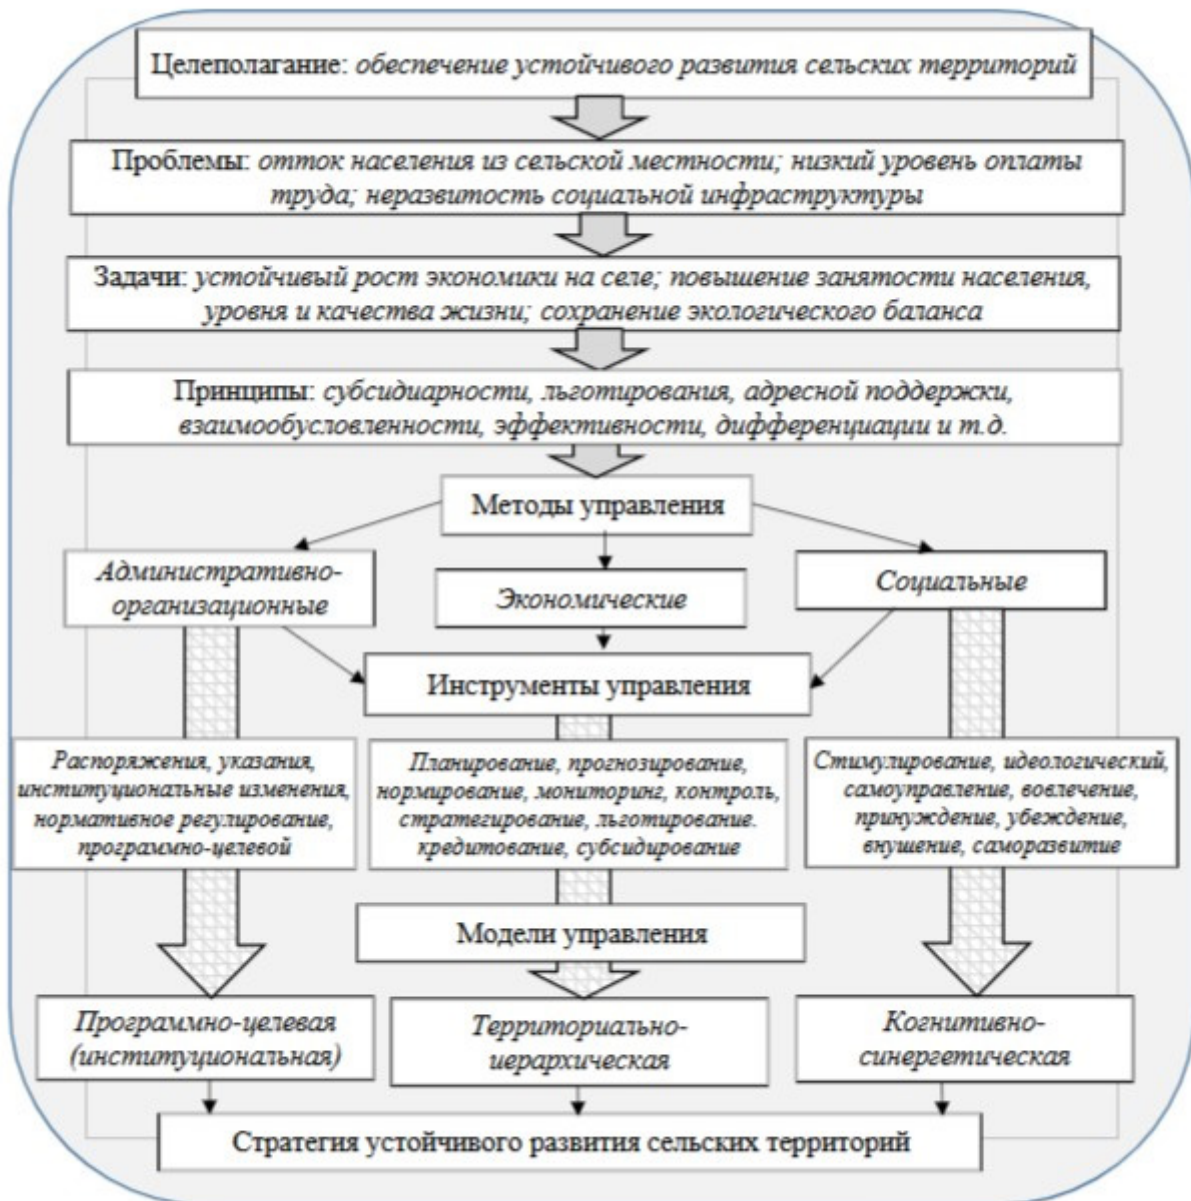 Целеполагание: обеспечение устойчивого развития сельских территорий
Проблемы: отток населения из сельской местности; низкий уровень оплаты
труда; неразвитость социальной инфраструктуры
Задачи: устойчивый рост экономики на селе; повышение занятости населения,
уровня и качества жизни; сохранение экологического баланса
Принципы: субсидиарности, льготирования, адресной поддержки,
взаимообусловленности, эффективности, дифференциации и т.д.
Методы управления
Административно-
организационные
Экономические
Социальные
Инструменты управления
Распоряжения, указания,
институциональные изменения,
нормативное регулирование,
программно-целевой
Планирование, прогнозирование,
нормирование, мониторинг, контроль,
стратегирование, льготирование.
кредитование, субсидирование
Стимулирование, идеологический,
самоуправление, вовлечение,
принуждение, убеждение,
внушение, саморазвитие
Модели управления
Программно-целевая
(институциональная)
Территориально-
иерархическая
Когнитивно-
синергетическая
Стратегия устойчивого развития сельских территорий